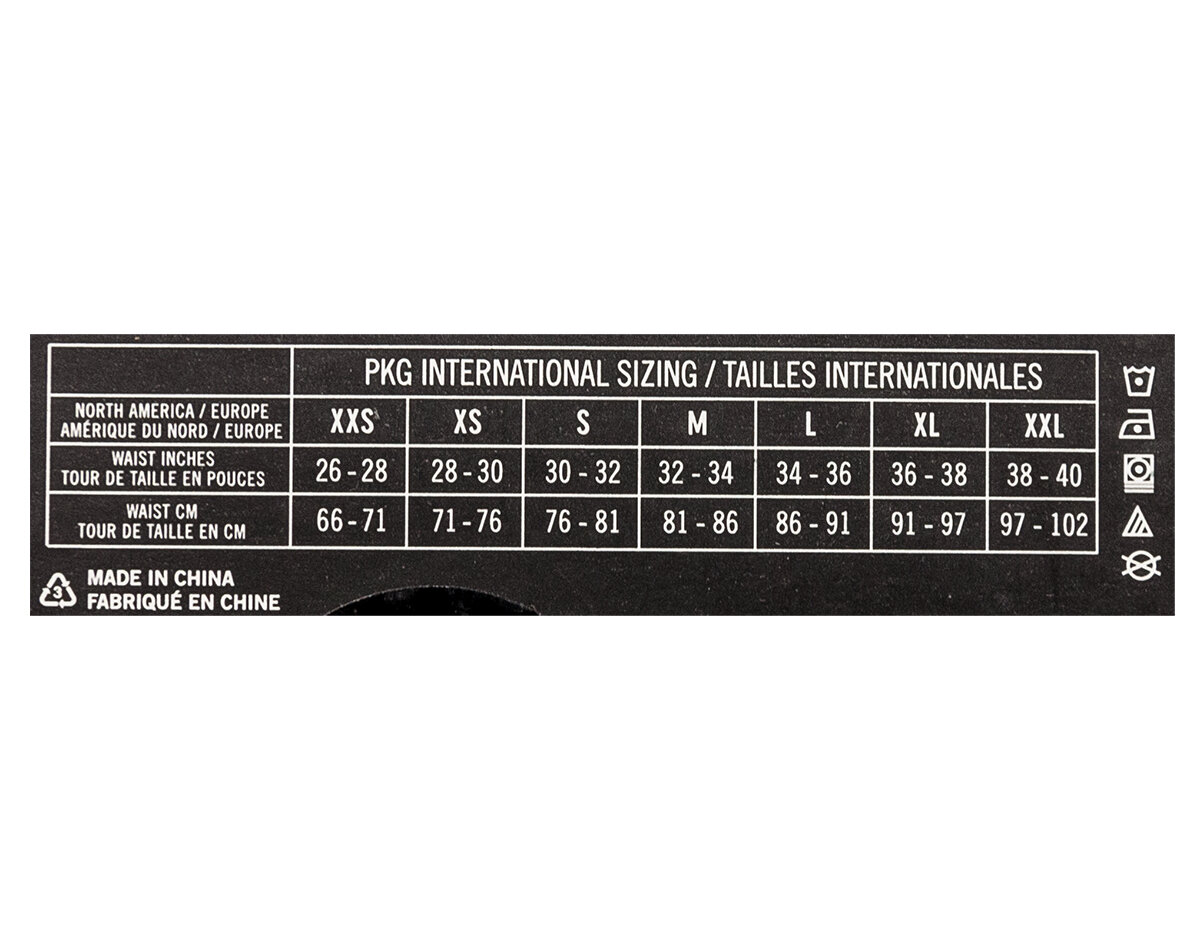 PKG INTERNATIONAL SIZING / TAILLES INTERNATIONALES
NORTH AMERICA / EUROPE
AMÉRIQUE DU NORD / EUROPE
XXS XS S M L XL XXL
WAIST INCHES
TOUR DE TAILLE EN POUCES
26 - 28 28 - 30 30 - 32 32 - 34 34 - 36 36 - 38 38 - 40
WAIST CM
TOUR DE TAILLE EN CM
66 - 71 71 - 76 76 - 81 81 - 86 86 - 91 91 - 97 97 - 102
3
MADE IN CHINA
FABRIQUÉ EN CHINE